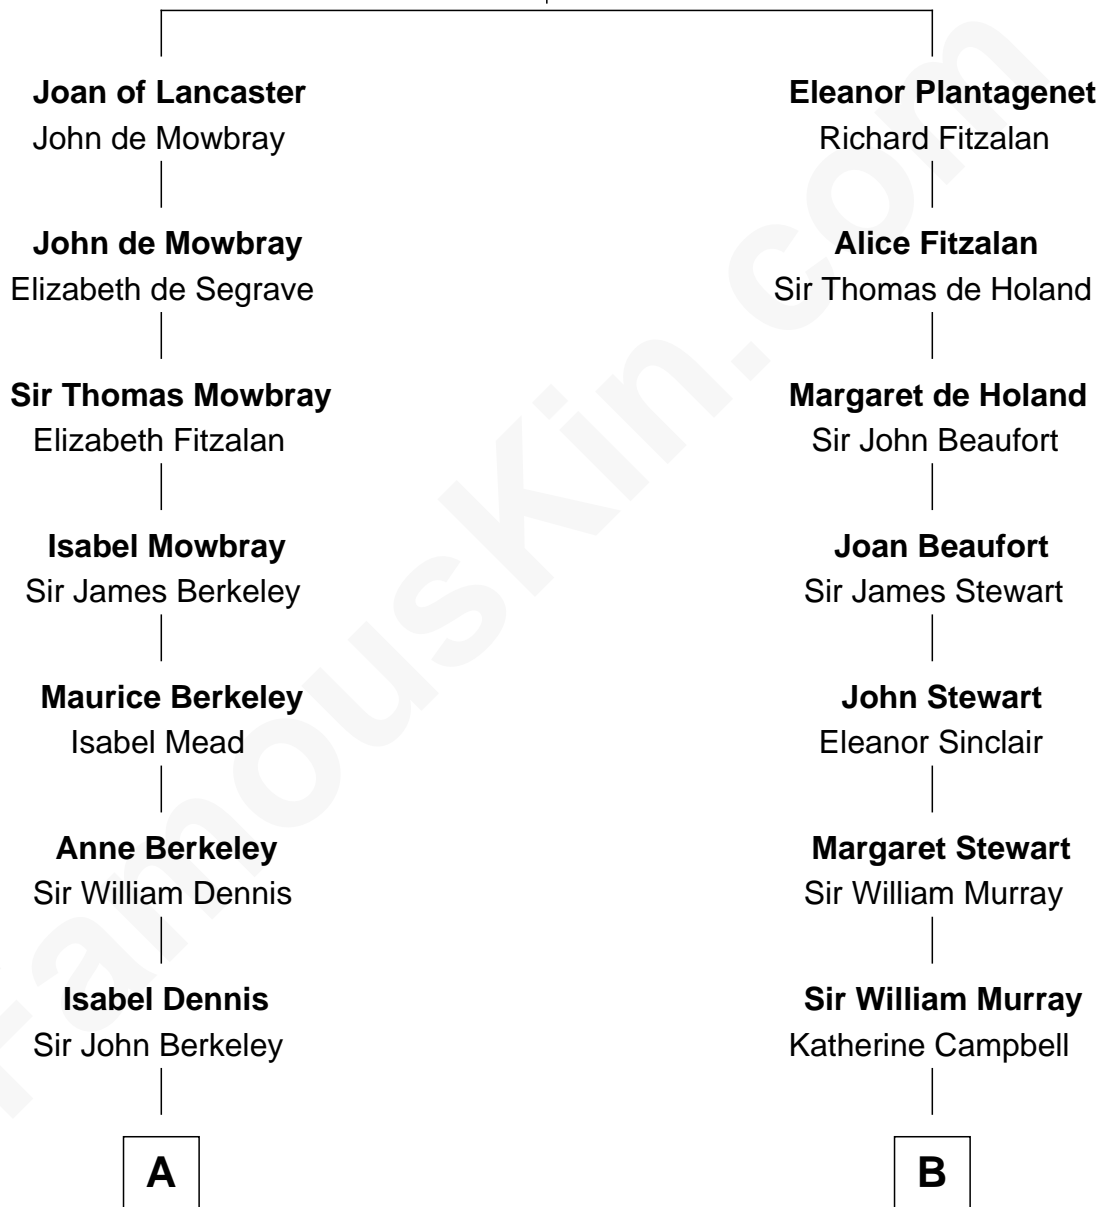 Joan of Lancaster
John de Mowbray
Eleanor Plantagenet
Richard Fitzalan
John de Mowbray
Elizabeth de Segrave
Alice Fitzalan
Sir Thomas de Holand
Sir Thomas Mowbray
Elizabeth Fitzalan
Margaret de Holand
Sir John Beaufort
Isabel Mowbray
Sir James Berkeley
Joan Beaufort
Sir James Stewart
Maurice Berkeley
Isabel Mead
John Stewart
Eleanor Sinclair
Anne Berkeley
Sir William Dennis
Margaret Stewart
Sir William Murray
Isabel Dennis
Sir John Berkeley
Sir William Murray
Katherine Campbell
A
B
FamousKin.com